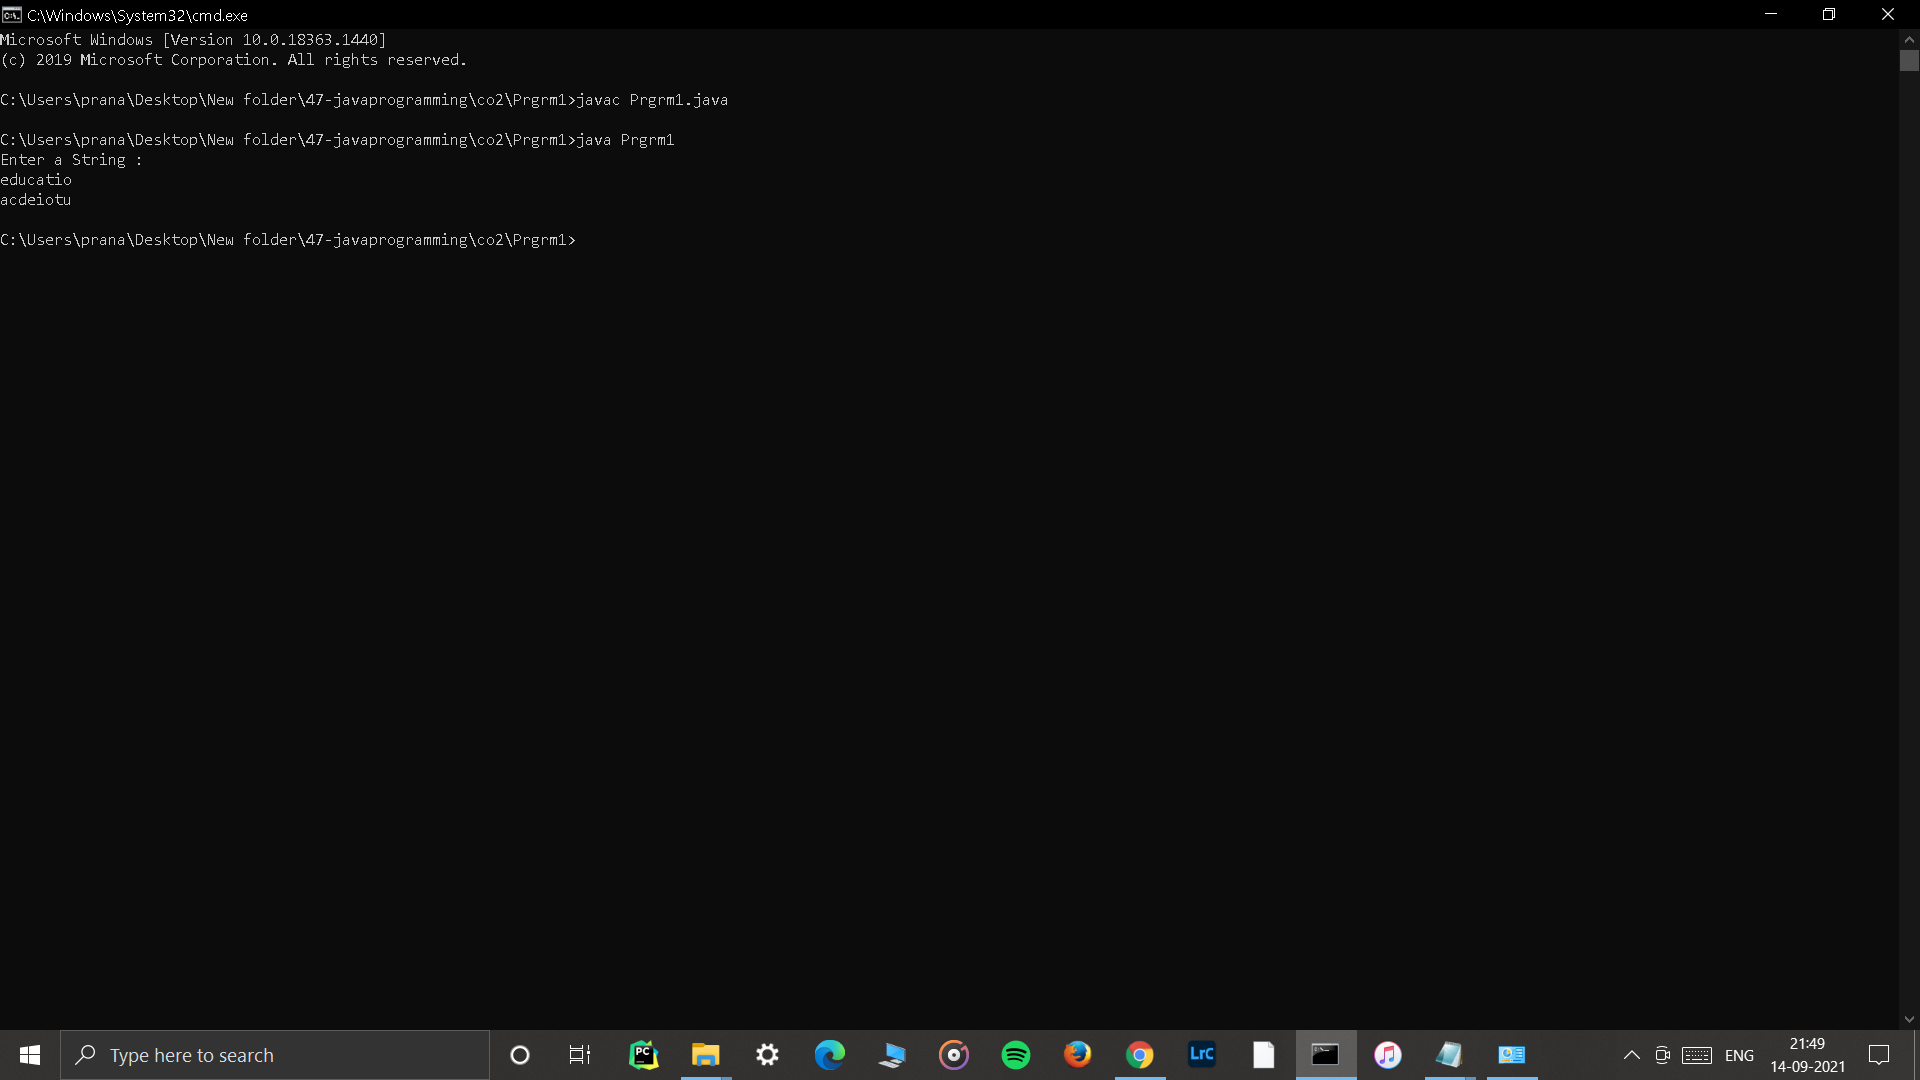 C:\Windows\System32\cmd.exe
Microsoft Windows [Version 10.0.18363.1440]
(c) 2019 Microsoft Corporation. All rights reserved.
C:\Users\prana\Desktop\New folder\47-javaprogramming\co2\Prgrm1>javac Prgrm1.java
C:\Users\prana\Desktop\New folder\47-javaprogramming\co2\Prgrm1>java Prgrm1
Enter a String :
educatio
acdeiotu
C:\Users\prana\Desktop\New folder\47-javaprogramming\co2\Prgrm1>
Type here to search
PC
LrC
ENG
21:49
14-09-2021